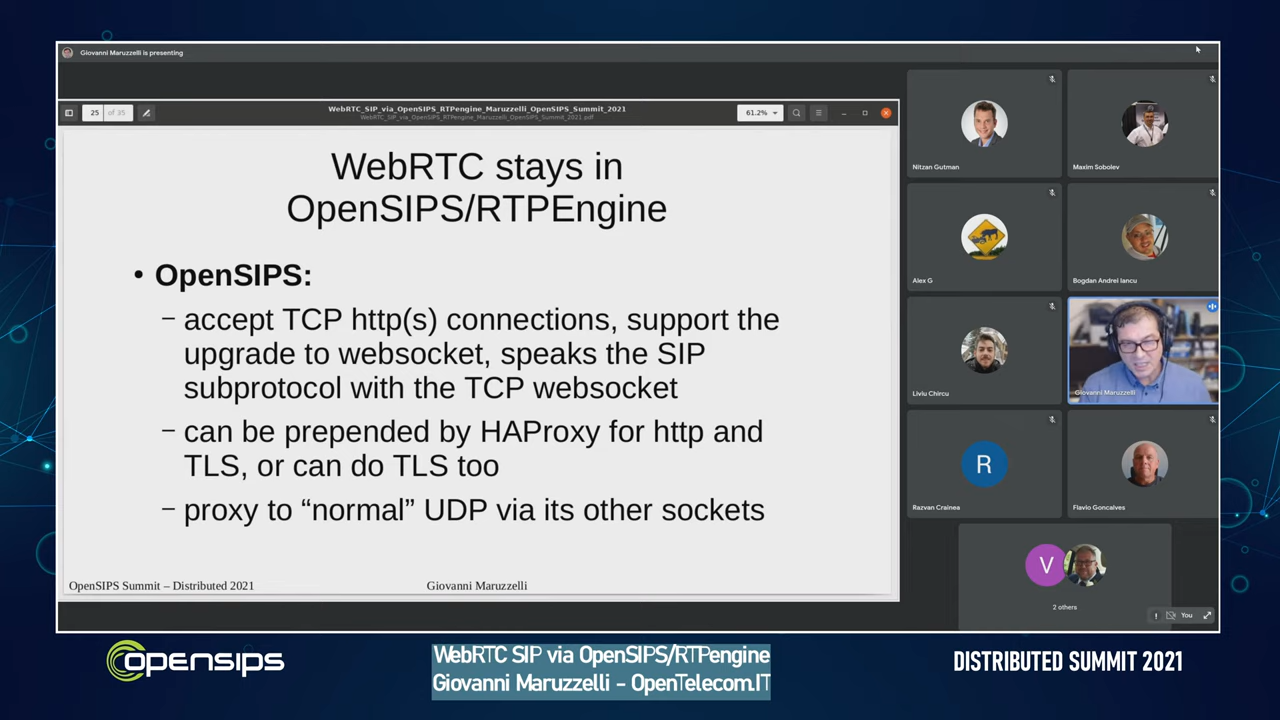 Giovanni Maruzzelli is presenting
25 of 35
WebRTC_SIP_via_OpenSIPS_RTPengine_Maruzzelli_OpenSIPS_Summit_2021
WebRTC_SIP_via_OpenSIPS_RTPengine_Maruzzelli_OpenSIPS_Summit_2021.pdf
61.2%
WebRTC stays in
OpenSIPS/RTPEngine
• OpenSIPS:
– accept TCP http(s) connections, support the
upgrade to websocket, speaks the SIP
subprotocol with the TCP websocket
– can be prepended by HAProxy for http and
TLS, or can do TLS too
– proxy to “normal” UDP via its other sockets
OpenSIPS Summit – Distributed 2021
Giovanni Maruzzelli
Nitzan Gutman
Maxim Sobolev
Alex G
Bogdan Andrei Iancu
Liviu Chircu
Giovanni Maruzzelli
R
Razvan Crainea
Flavio Goncalves
V
2 others
You
opensips
WebRTC SIP via OpenSIPS/RTPengine
Giovanni Maruzzelli - OpenTelecom.IT
DISTRIBUTED SUMMIT 2021